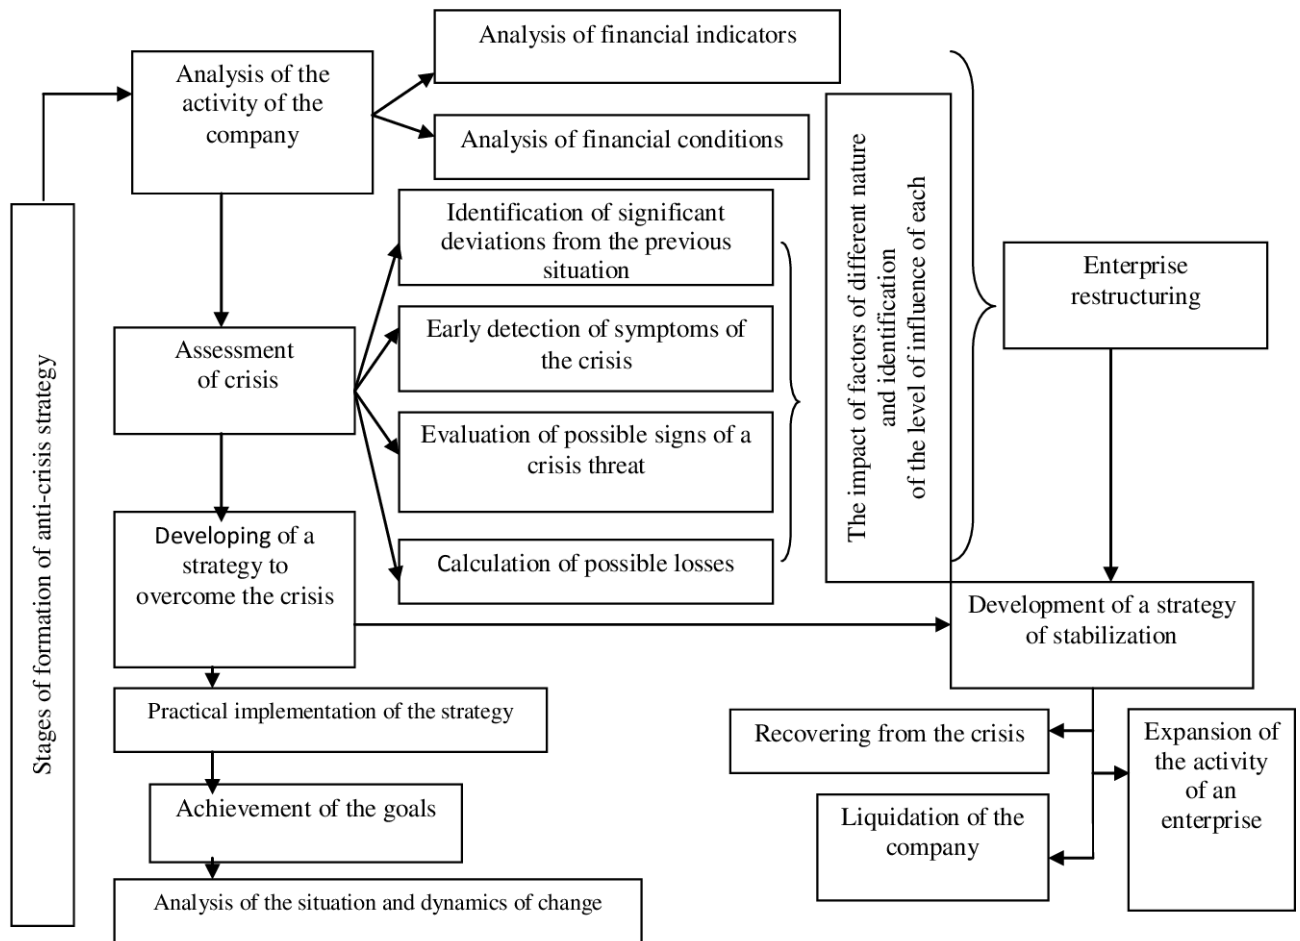 Stages of formation of anti-crisis strategy
Analysis of the
activity of the
company
Analysis of financial indicators
Analysis of financial conditions
Assessment
of crisis
Identification of significant
deviations from the previous
situation
Early detection of symptoms of
the crisis
Evaluation of possible signs of a
crisis threat
Calculation of possible losses
The impact of factors of different nature
and identification
of the level of influence of each
Enterprise
restructuring
Developing of a
strategy to
overcome the crisis
Development of a strategy
of stabilization
Practical implementation of the strategy
Achievement of the goals
Analysis of the situation and dynamics of change
Recovering from the crisis
Expansion of
the activity
of an
enterprise
Liquidation of the
company